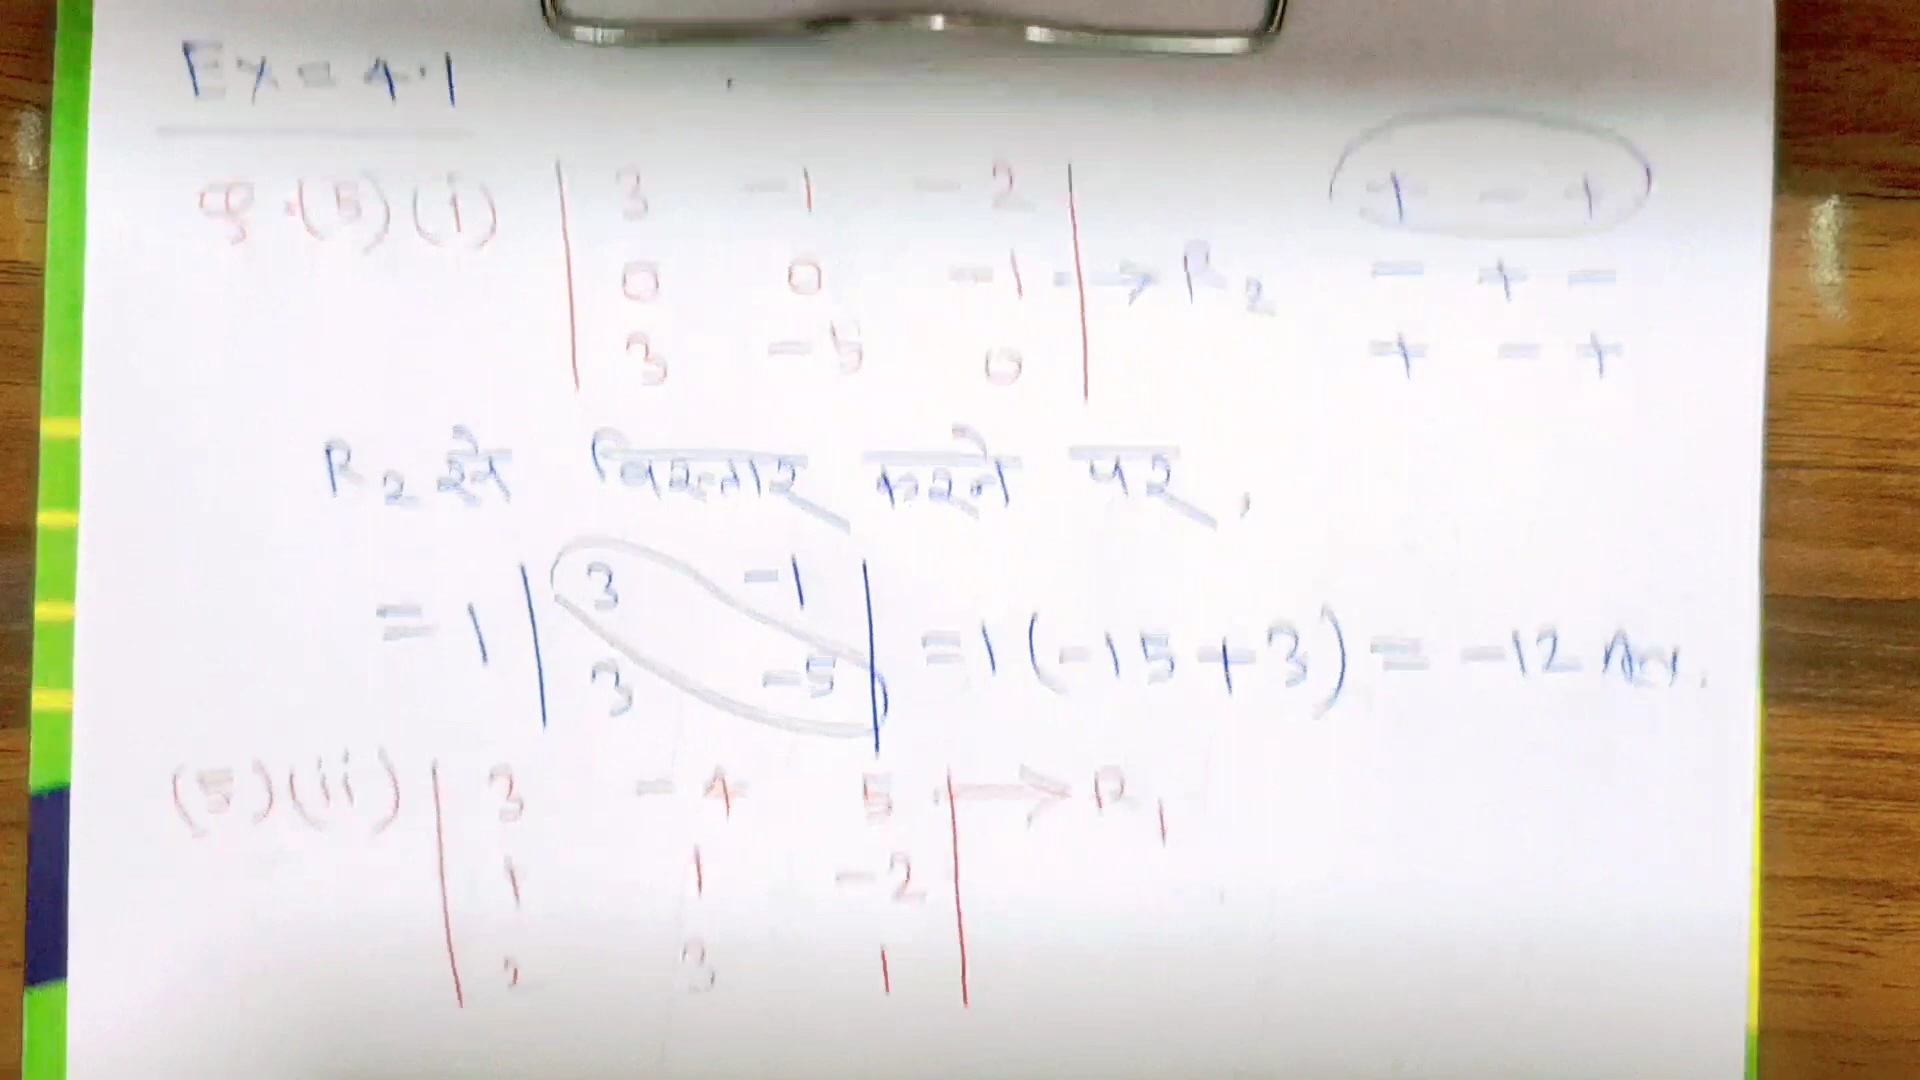 Ex = 4.1
Q.(5)(i) | 3 -1 -2 | + - +
| 0 0 -1 | → R2 - + -
| 3 -5 0 | + - +
R2 से विस्तार करने पर,
= 1 | 3 -1 |
| 3 -5 | = 1(-15+3) = -12 Ans.
(5)(ii) | 3 -4 5 | → R1
| 1 1 -2 |
| 2 3 1 |